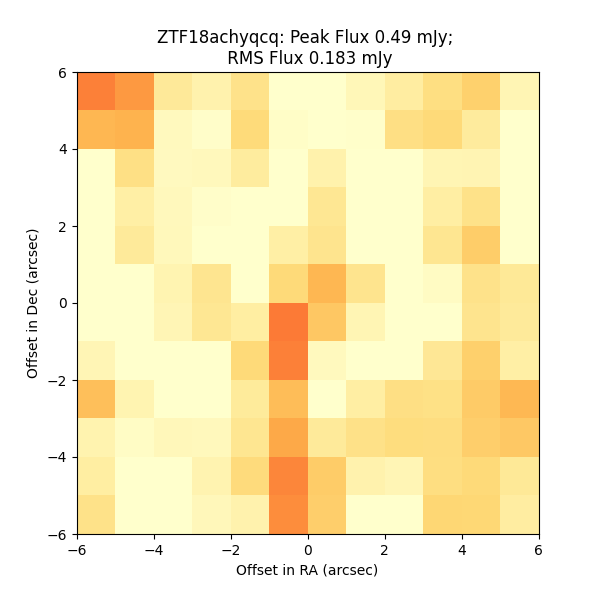 ZTF18achyqcq: Peak Flux 0.49 mJy;
RMS Flux 0.183 mJy
6
4
2
0
−2
−4
−6
Offset in Dec (arcsec)
−6 −4 −2 0 2 4 6
Offset in RA (arcsec)